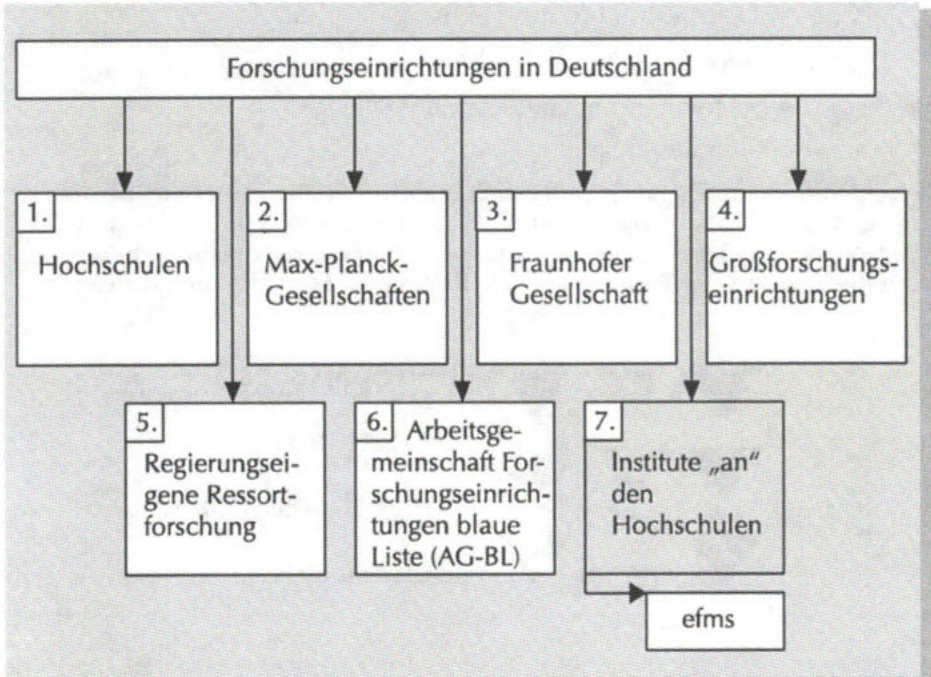 Forschungseinrichtungen in Deutschland
1.
Hochschulen
2.
Max-Planck-
Gesellschaften
3.
Fraunhofer
Gesellschaft
4.
Großforschungs-
einrichtungen
5.
Regierungsei-
gene Ressort-
forschung
6. Arbeitsge-
meinschaft For-
schungseinrich-
tungen blaue
Liste (AG-BL)
7.
Institute „an“
den
Hochschulen
efms